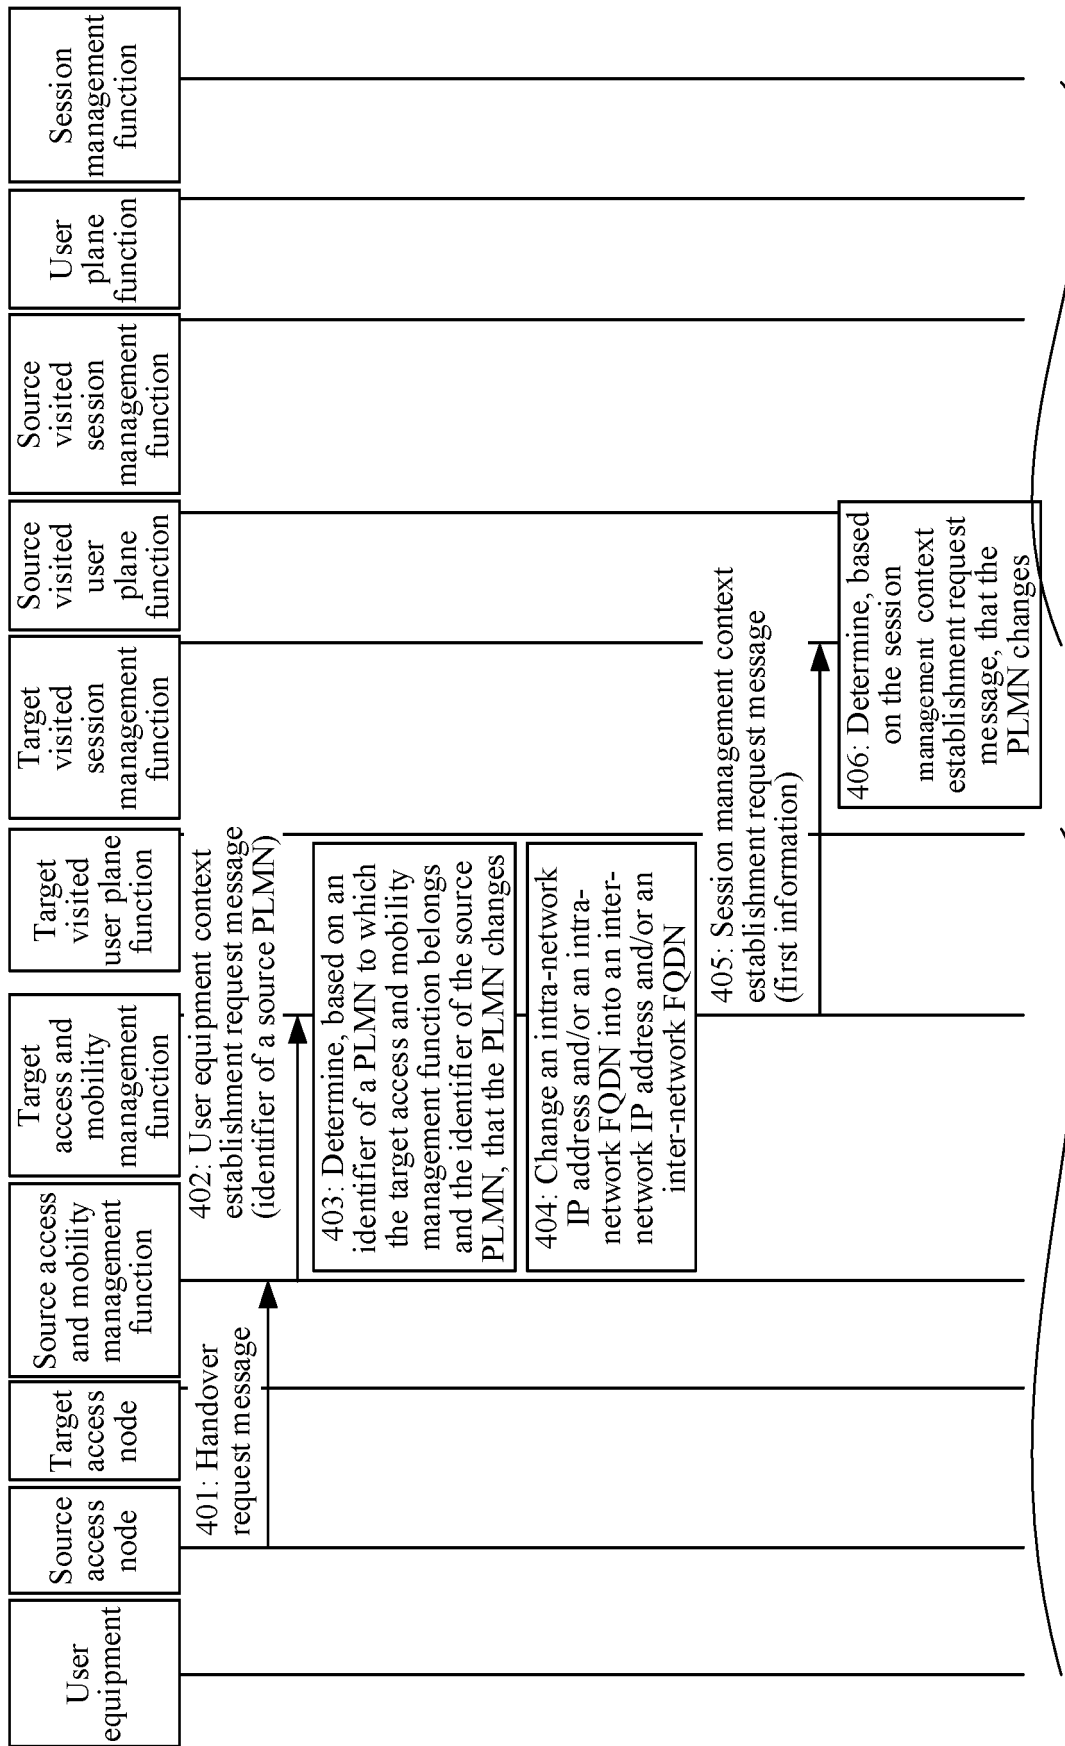 User
equipment
Source
access
node
Target
access
node
Source access
and mobility
management
function
Target
access and
mobility
management
function
Target
visited
user plane
function
Target
visited
session
management
function
Source
visited
user
plane
function
Source
visited
session
management
function
User
plane
function
Session
management
function
401: Handover
request message
402: User equipment context
establishment request message
(identifier of a source PLMN)
403: Determine, based on an
identifier of a PLMN to which
the target access and mobility
management function belongs
and the identifier of the source
PLMN, that the PLMN changes
404: Change an intra-network
IP address and/or an intra-
network FQDN into an inter-
network IP address and/or an
inter-network FQDN
405: Session management context
establishment request message
(first information)
406: Determine, based
on the session
management context
establishment request
message, that the
PLMN changes